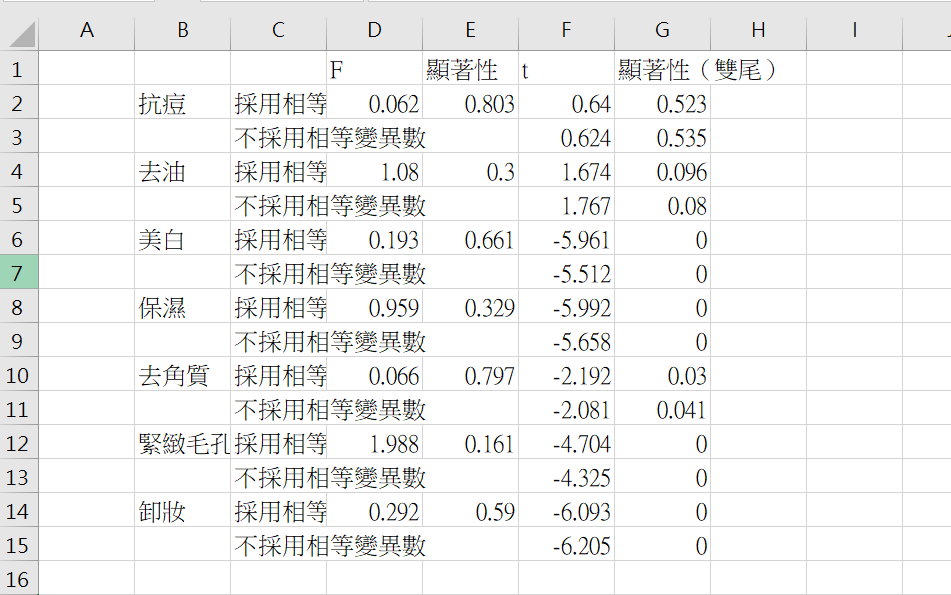 A B C D E F G H I
1 F 顯著性 t 顯著性（雙尾）
2 抗痘 採用相等 0.062 0.803 0.64 0.523
3 不採用相等變異數 0.624 0.535
4 去油 採用相等 1.08 0.3 1.674 0.096
5 不採用相等變異數 1.767 0.08
6 美白 採用相等 0.193 0.661 -5.961 0
7 不採用相等變異數 -5.512 0
8 保濕 採用相等 0.959 0.329 -5.992 0
9 不採用相等變異數 -5.658 0
10 去角質 採用相等 0.066 0.797 -2.192 0.03
11 不採用相等變異數 -2.081 0.041
12 緊緻毛孔 採用相等 1.988 0.161 -4.704 0
13 不採用相等變異數 -4.325 0
14 卸妝 採用相等 0.292 0.59 -6.093 0
15 不採用相等變異數 -6.205 0
16